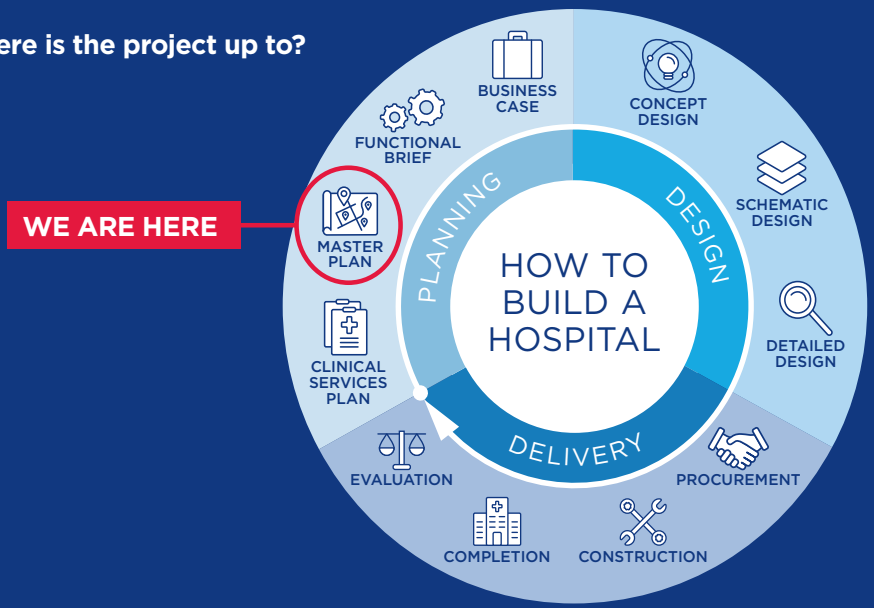 ere is the project up to?
WE ARE HERE
HOW TO
BUILD A
HOSPITAL
PLANNING
CLINICAL
SERVICES
PLAN
MASTER
PLAN
FUNCTIONAL
BRIEF
BUSINESS
CASE
DESIGN
CONCEPT
DESIGN
SCHEMATIC
DESIGN
DETAILED
DESIGN
DELIVERY
PROCUREMENT
CONSTRUCTION
COMPLETION
EVALUATION